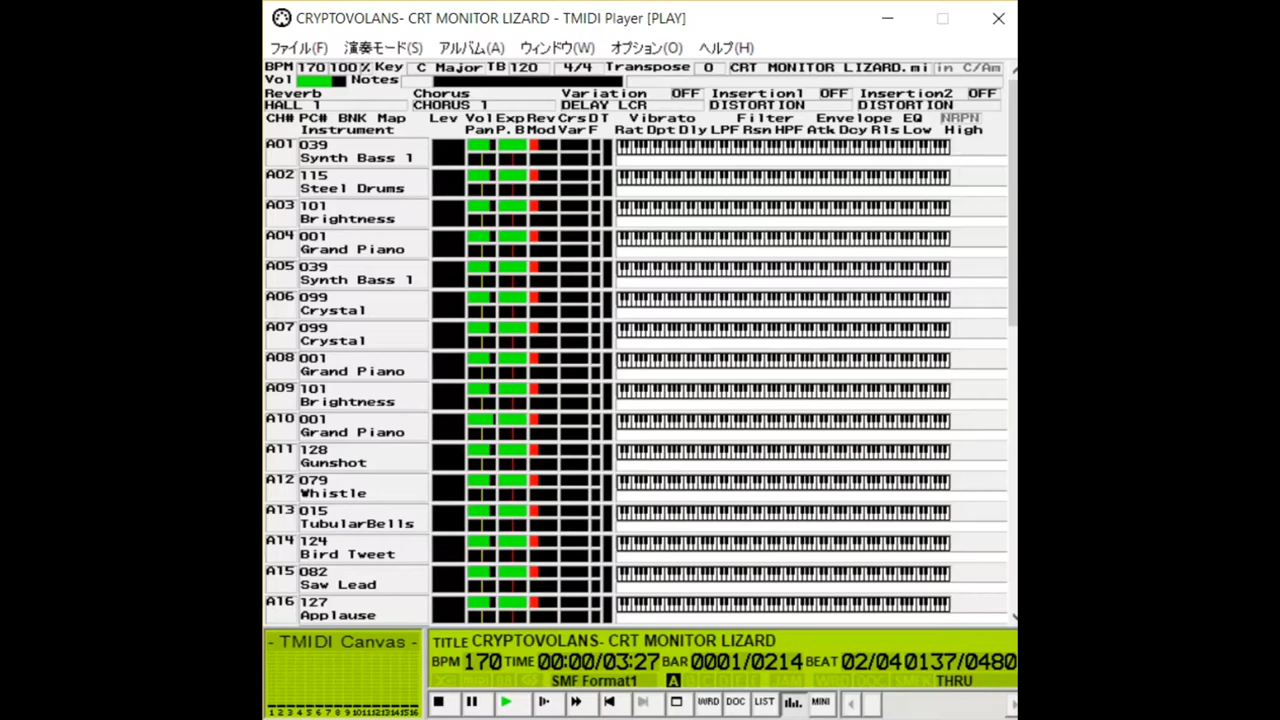 CRYPTOVOLANS- CRT MONITOR LIZARD - TMIDI Player [PLAY]
ファイル(F) 演奏モード(S) アルバム(A) ウィンドウ(W) オプション(O) ヘルプ(H)
BPM 170 100% Key C Major TB 120 4/4 Transpose 0 CRT MONITOR LIZARD.mi in C/Am
Vol Notes
Reverb Chorus Variation OFF Insertion1 OFF Insertion2 OFF
HALL 1 CHORUS 1 DELAY LCR DISTORTION DISTORTION
CH# PC# BNK Map Lev Vol Exp Rev Crs DT Vibrato Filter Envelope EQ NRPN
Instrument Pan P. B Mod Var F Rat Dpt Dly LPF Rsn HPF Atk Dcy Rls Low High
A01 039
Synth Bass 1
A02 115
Steel Drums
A03 101
Brightness
A04 001
Grand Piano
A05 039
Synth Bass 1
A06 099
Crystal
A07 099
Crystal
A08 001
Grand Piano
A09 101
Brightness
A10 001
Grand Piano
A11 128
Gunshot
A12 079
Whistle
A13 015
TubularBells
A14 124
Bird Tweet
A15 082
Saw Lead
A16 127
Applause
- TMIDI Canvas -
TITLE CRYPTOVOLANS- CRT MONITOR LIZARD
BPM 170 TIME 00:00/03:27 BAR 0001/0214 BEAT 02/04 0137/0480
SMF Format1 A THRU
WRD DOC LIST MINI
1 2 3 4 5 6 7 8 9 10 11 12 13 14 15 16